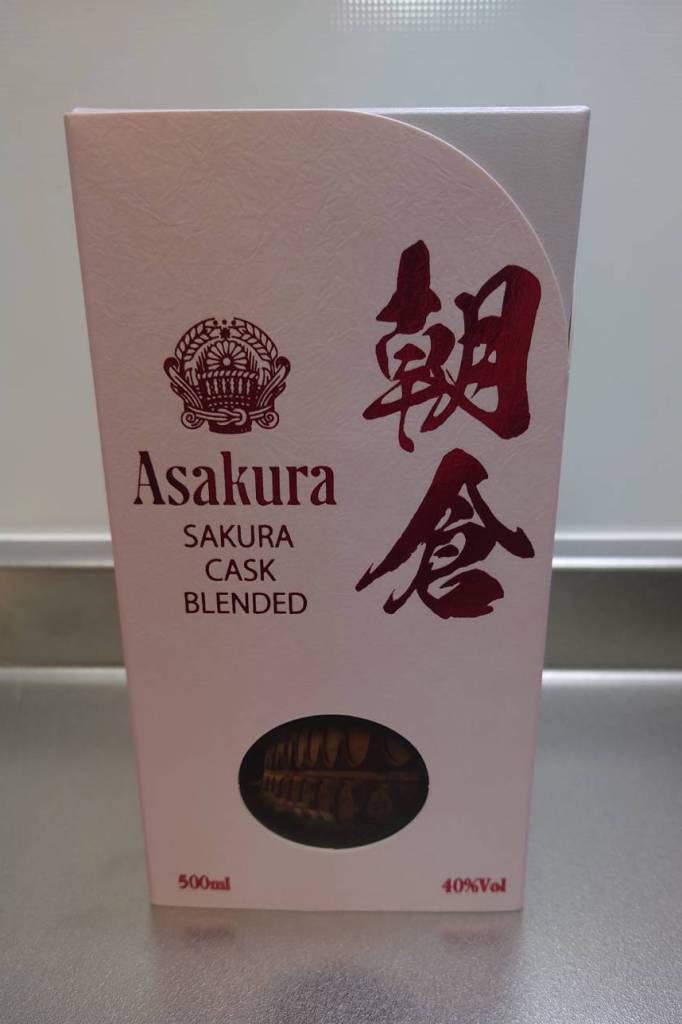 朝倉
Asakura
SAKURA
CASK
BLENDED
500ml
40%Vol